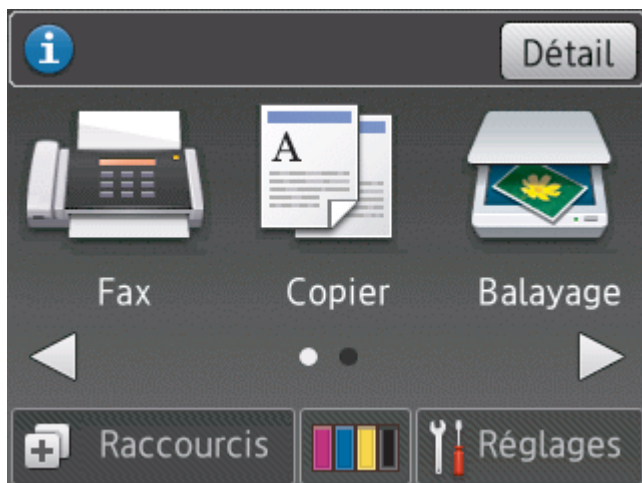 Détail
A
Fax
Copier
Balayage
Raccourcis
Réglages